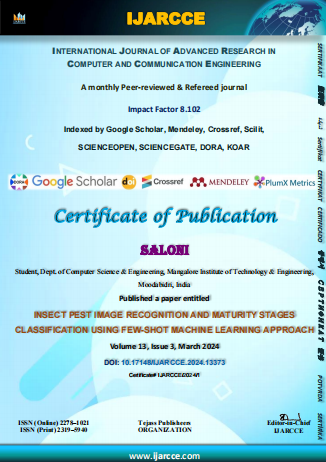 IJARCCE
INTERNATIONAL JOURNAL OF ADVANCED RESEARCH IN
COMPUTER AND COMMUNICATION ENGINEERING
A monthly Peer-reviewed & Refereed journal
Impact Factor 8.102
Indexed by Google Scholar, Mendeley, Crossref, Scilit,
SCIENCEOPEN, SCIENCEGATE, DORA, KOAR
DORA Google Scholar doi Crossref MENDELEY PlumX Metrics
Certificate of Publication
SALONI
Student, Dept. of Computer Science & Engineering, Mangalore Institute of Technology & Engineering,
Moodabidri, India
Published a paper entitled
INSECT PEST IMAGE RECOGNITION AND MATURITY STAGES
CLASSIFICATION USING FEW-SHOT MACHINE LEARNING APPROACH
Volume 13, Issue 3, March 2024
DOI: 10.17148/IJARCCE.2024.13373
ISSN (Online) 2278-1021
ISSN (Print) 2319-5940
Tejass Publisheers
ORGANIZATION
Editor-in-Chief
IJARCCE
www.ijarcce.com
CERTIFICADO